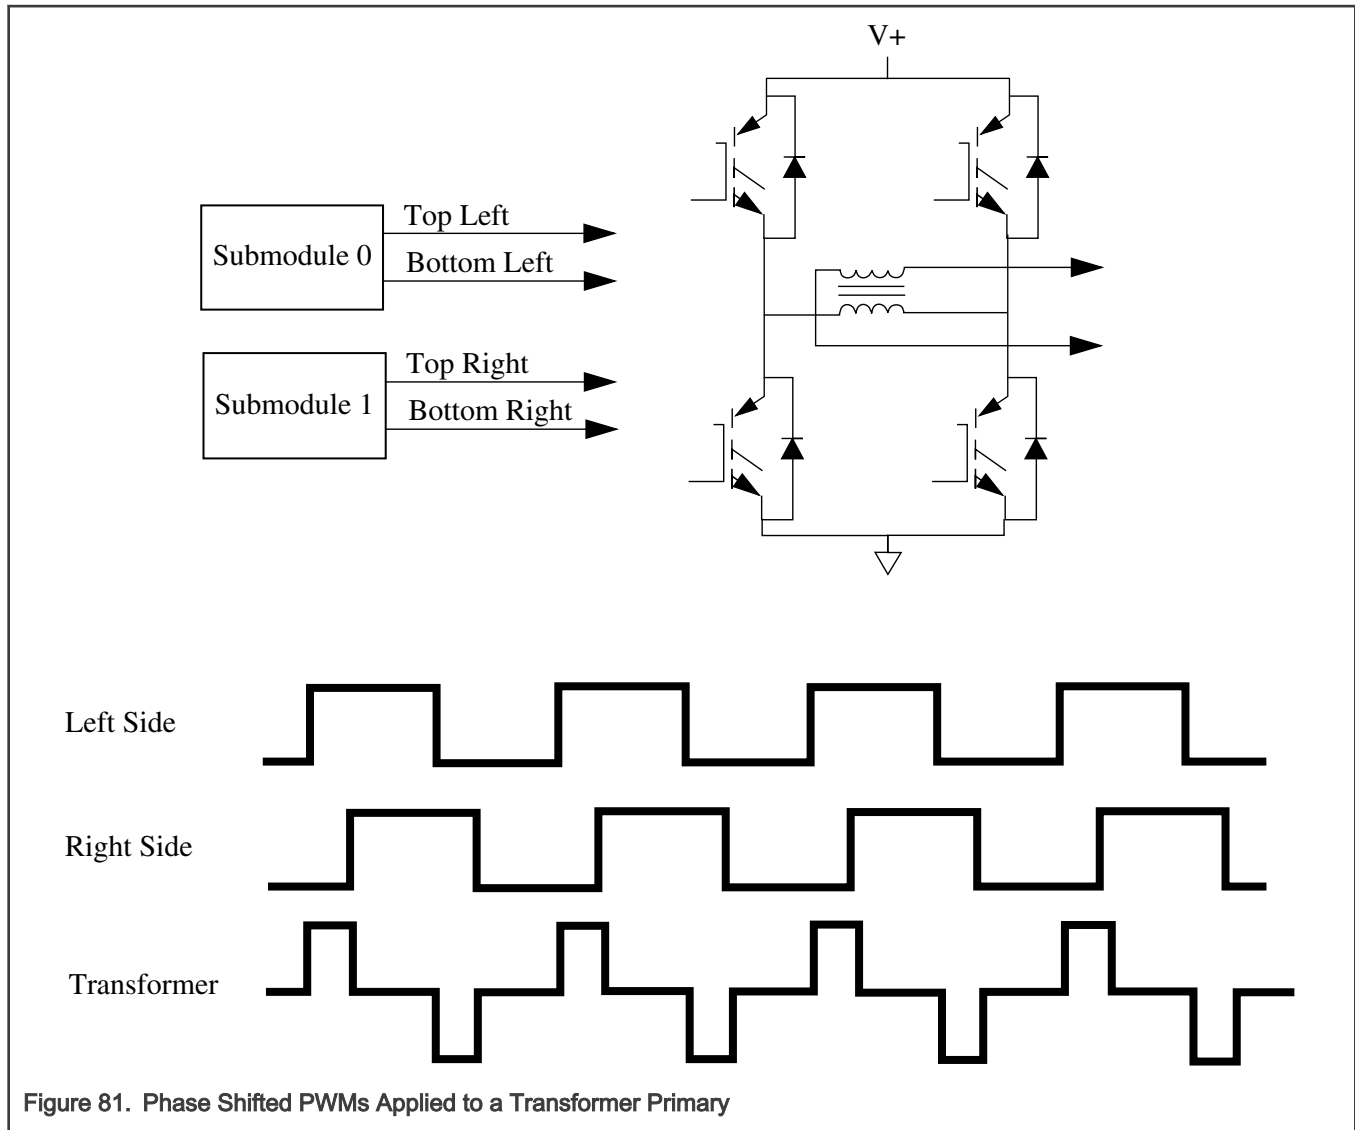 V+
Submodule 0
Top Left
Bottom Left
Submodule 1
Top Right
Bottom Right
Left Side
Right Side
Transformer
Figure 81. Phase Shifted PWMs Applied to a Transformer Primary